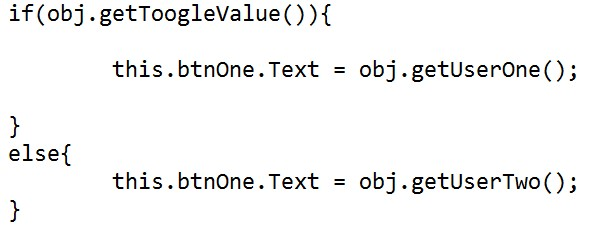 if(obj.getToogleValue()){
this.btnOne.Text = obj.getUserOne();
}
else{
this.btnOne.Text = obj.getUserTwo();
}